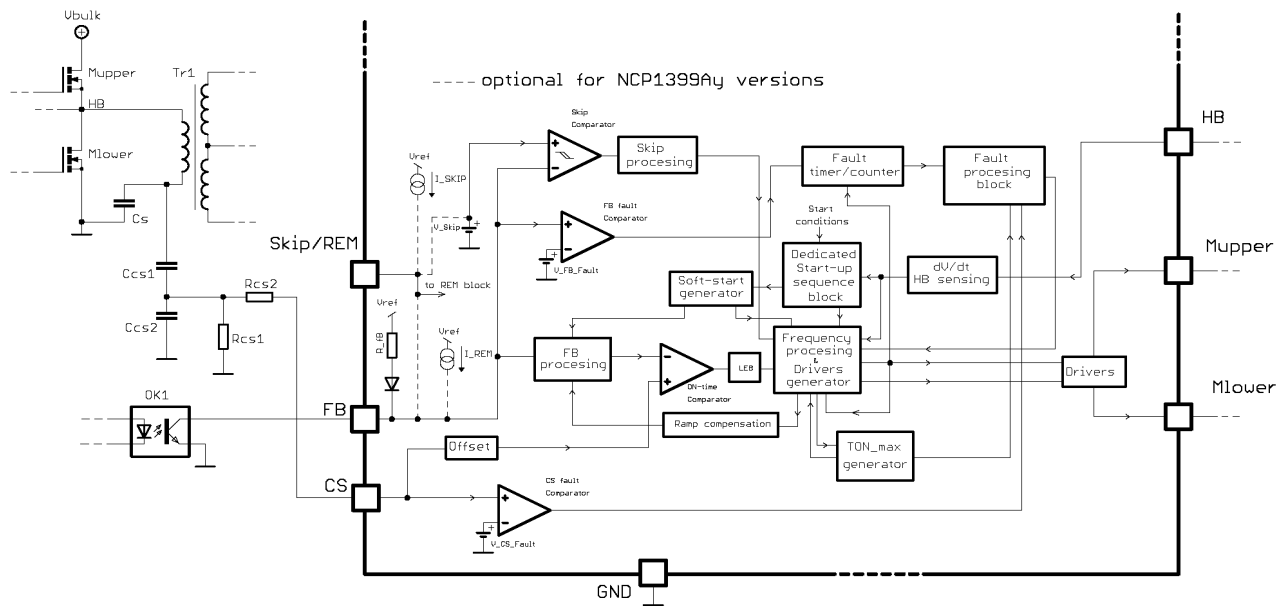 Vbulk
Mupper
Tr1
HB
Mlower
Cs
Ccs1
Rcs2
Ccs2
Rcs1
OK1
---- optional for NCP1399Ay versions
Skip
Comparator
Vref
I_SKIP
Skip
procesing
Fault
timer/counter
Fault
procesing
block
HB
FB fault
Comparator
V_Skip
V_FB_Fault
Start
conditions
Skip/REM
Mupper
Dedicated
Start-up
sequence
block
dV/dt
HB sensing
to REM block
Soft-start
generator
Vref
R_fB
Vref
I_REM
FB
procesing
ON-time
Comparator
LEB
Frequency
procesing
&
Drivers
generator
Drivers
Mlower
FB
Ramp compensation
Offset
TON_max
generator
CS
CS fault
Comparator
V_CS_Fault
GND